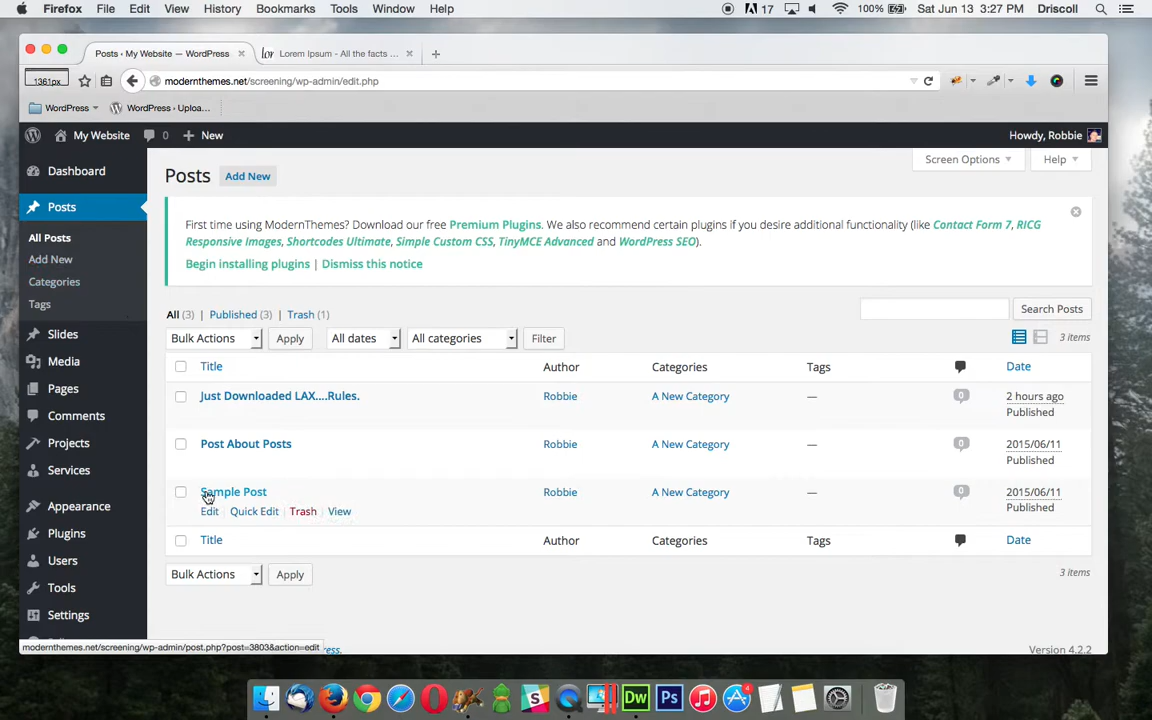 Firefox File Edit View History Bookmarks Tools Window Help 17 100% Sat Jun 13 3:27 PM Driscoll
Posts ‹ My Website — WordPress Lorem Ipsum - All the facts ...
1361px modernthemes.net/screening/wp-admin/edit.php
WordPress WordPress › Uploa...
My Website 0 + New Howdy, Robbie
Dashboard
Posts
All Posts
Add New
Categories
Tags
Slides
Media
Pages
Comments
Projects
Services
Appearance
Plugins
Users
Tools
Settings
Posts Add New Screen Options Help
First time using ModernThemes? Download our free Premium Plugins. We also recommend certain plugins if you desire additional functionality (like Contact Form 7, RICG
Responsive Images, Shortcodes Ultimate, Simple Custom CSS, TinyMCE Advanced and WordPress SEO).
Begin installing plugins | Dismiss this notice
All (3) | Published (3) | Trash (1) Search Posts
Bulk Actions Apply All dates All categories Filter 3 items
Title Author Categories Tags Date
Just Downloaded LAX....Rules. Robbie A New Category — 0 2 hours ago
Published
Post About Posts Robbie A New Category — 0 2015/06/11
Published
Sample Post Robbie A New Category — 0 2015/06/11
Edit | Quick Edit | Trash | View Published
Title Author Categories Tags Date
Bulk Actions Apply 3 items
modernthemes.net/screening/wp-admin/post.php?post=3803&action=edit
Version 4.2.2
S Dw Ps 4